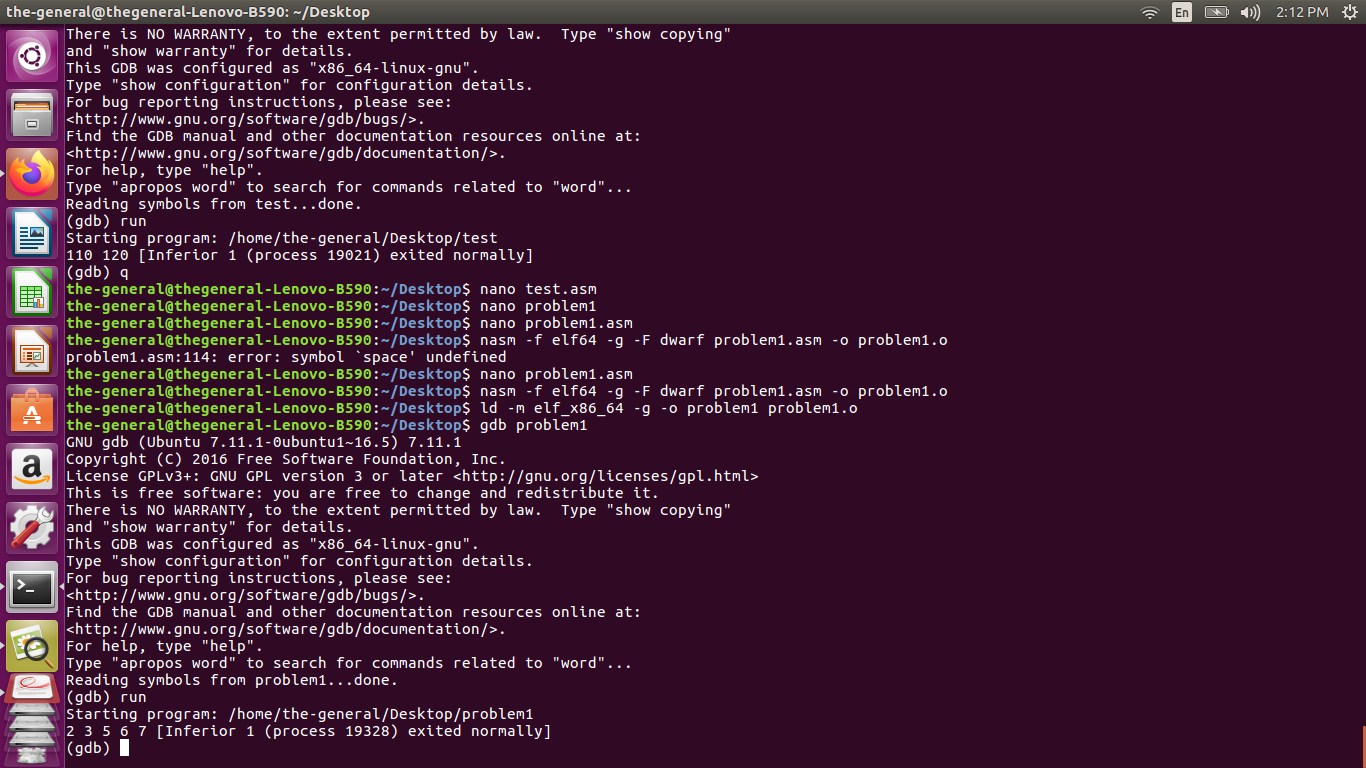 the-general@thegeneral-Lenovo-B590: ~/Desktop
En
2:12 PM
There is NO WARRANTY, to the extent permitted by law.  Type "show copying"
and "show warranty" for details.
This GDB was configured as "x86_64-linux-gnu".
Type "show configuration" for configuration details.
For bug reporting instructions, please see:
<http://www.gnu.org/software/gdb/bugs/>.
Find the GDB manual and other documentation resources online at:
<http://www.gnu.org/software/gdb/documentation/>.
For help, type "help".
Type "apropos word" to search for commands related to "word"...
Reading symbols from test...done.
(gdb) run
Starting program: /home/the-general/Desktop/test
110 120 [Inferior 1 (process 19021) exited normally]
(gdb) q
the-general@thegeneral-Lenovo-B590:~/Desktop$ nano test.asm
the-general@thegeneral-Lenovo-B590:~/Desktop$ nano problem1
the-general@thegeneral-Lenovo-B590:~/Desktop$ nano problem1.asm
the-general@thegeneral-Lenovo-B590:~/Desktop$ nasm -f elf64 -g -F dwarf problem1.asm -o problem1.o
problem1.asm:114: error: symbol `space' undefined
the-general@thegeneral-Lenovo-B590:~/Desktop$ nano problem1.asm
the-general@thegeneral-Lenovo-B590:~/Desktop$ nasm -f elf64 -g -F dwarf problem1.asm -o problem1.o
the-general@thegeneral-Lenovo-B590:~/Desktop$ ld -m elf_x86_64 -g -o problem1 problem1.o
the-general@thegeneral-Lenovo-B590:~/Desktop$ gdb problem1
GNU gdb (Ubuntu 7.11.1-0ubuntu1~16.5) 7.11.1
Copyright (C) 2016 Free Software Foundation, Inc.
License GPLv3+: GNU GPL version 3 or later <http://gnu.org/licenses/gpl.html>
This is free software: you are free to change and redistribute it.
There is NO WARRANTY, to the extent permitted by law.  Type "show copying"
and "show warranty" for details.
This GDB was configured as "x86_64-linux-gnu".
Type "show configuration" for configuration details.
For bug reporting instructions, please see:
<http://www.gnu.org/software/gdb/bugs/>.
Find the GDB manual and other documentation resources online at:
<http://www.gnu.org/software/gdb/documentation/>.
For help, type "help".
Type "apropos word" to search for commands related to "word"...
Reading symbols from problem1...done.
(gdb) run
Starting program: /home/the-general/Desktop/problem1
2 3 5 6 7 [Inferior 1 (process 19328) exited normally]
(gdb)